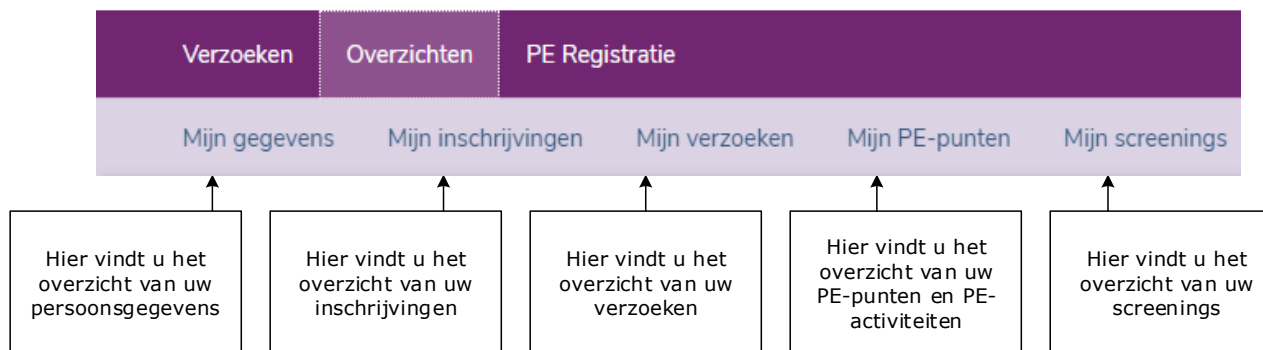 Verzoeken Overzichten PE Registratie
Mijn gegevens Mijn inschrijvingen Mijn verzoeken Mijn PE-punten Mijn screenings
Hier vindt u het
overzicht van uw
persoonsgegevens
Hier vindt u het
overzicht van uw
inschrijvingen
Hier vindt u het
overzicht van uw
verzoeken
Hier vindt u het
overzicht van uw
PE-punten en PE-
activiteiten
Hier vindt u het
overzicht van uw
screenings